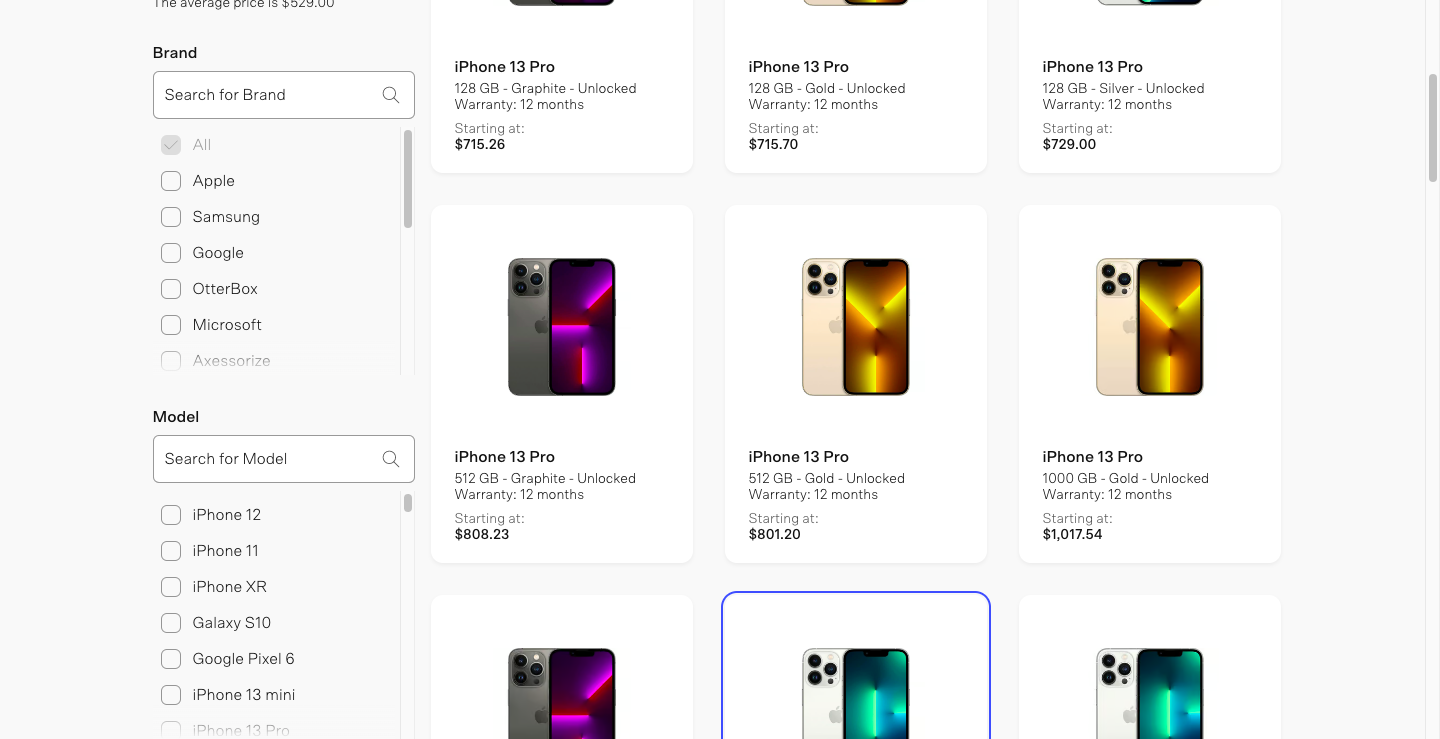 The average price is $529.00
Brand
Search for Brand
All
Apple
Samsung
Google
OtterBox
Microsoft
Axessorize
Model
Search for Model
iPhone 12
iPhone 11
iPhone XR
Galaxy S10
Google Pixel 6
iPhone 13 mini
iPhone 13 Pro
iPhone 13 Pro
128 GB - Graphite - Unlocked
Warranty: 12 months
Starting at:
$715.26
iPhone 13 Pro
128 GB - Gold - Unlocked
Warranty: 12 months
Starting at:
$715.70
iPhone 13 Pro
128 GB - Silver - Unlocked
Warranty: 12 months
Starting at:
$729.00
iPhone 13 Pro
512 GB - Graphite - Unlocked
Warranty: 12 months
Starting at:
$808.23
iPhone 13 Pro
512 GB - Gold - Unlocked
Warranty: 12 months
Starting at:
$801.20
iPhone 13 Pro
1000 GB - Gold - Unlocked
Warranty: 12 months
Starting at:
$1,017.54